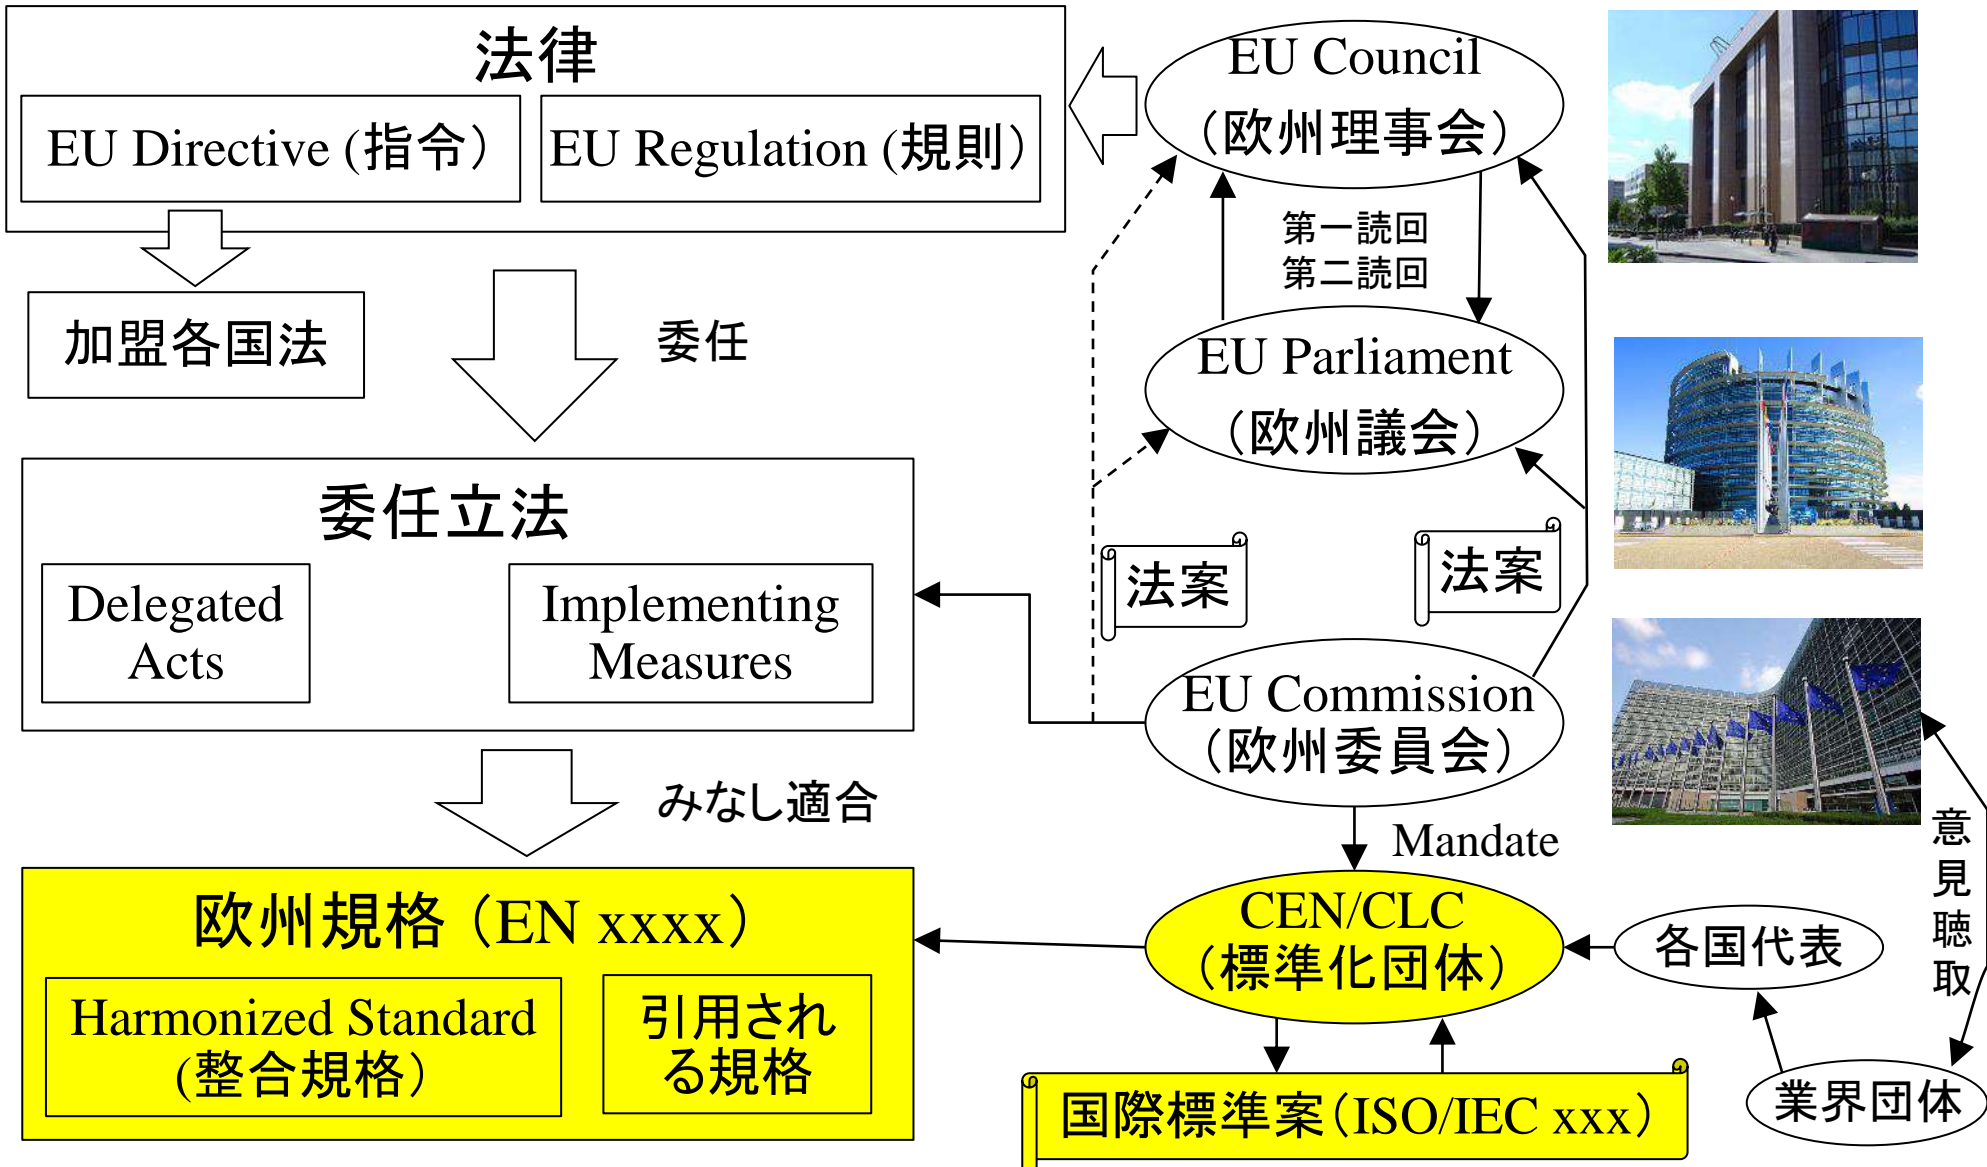 法律
EU Directive (指令）
EU Regulation (規則）
加盟各国法
委任
委任立法
Delegated
Acts
Implementing
Measures
みなし適合
欧州規格（EN xxxx）
Harmonized Standard
(整合規格）
引用され
る規格
EU Council
（欧州理事会）
第一読回
第二読回
EU Parliament
（欧州議会）
法案
法案
EU Commission
（欧州委員会）
Mandate
CEN/CLC
（標準化団体）
各国代表
意見聴取
業界団体
国際標準案（ISO/IEC xxx）